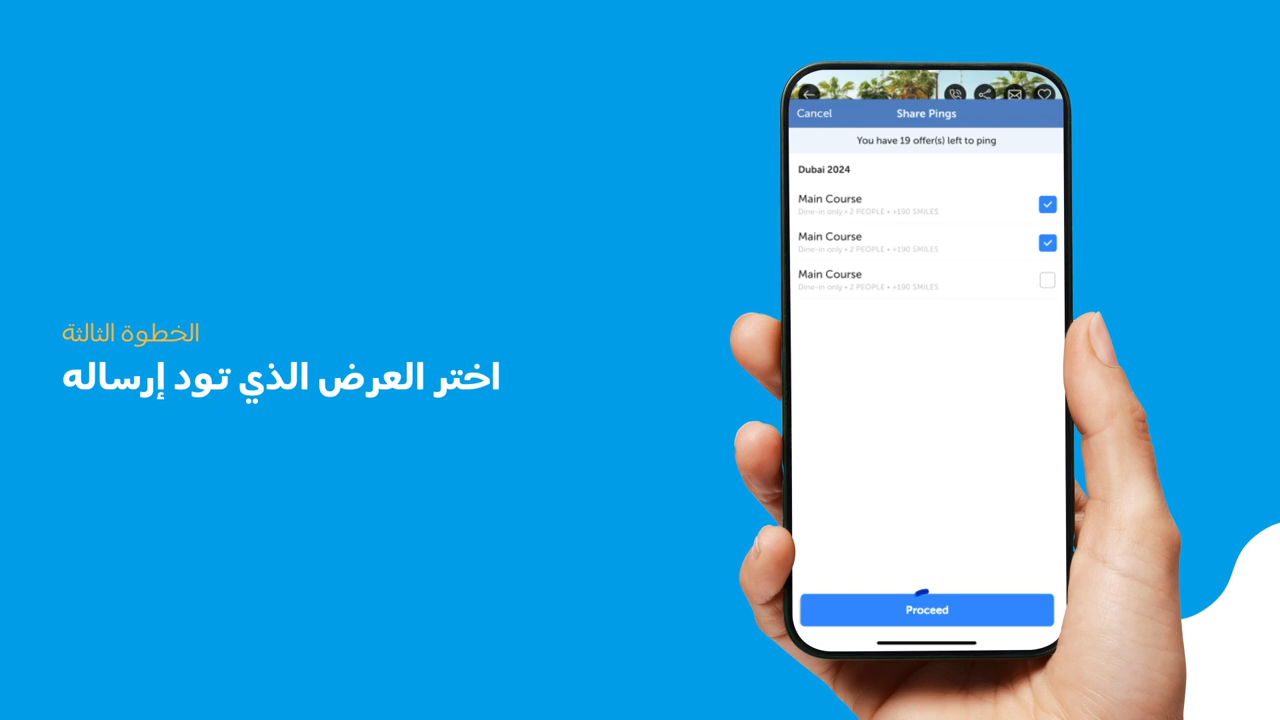 الخطوة الثالثة
اختر العرض الذي تود إرساله
Cancel Share Pings
You have 19 offer(s) left to ping
Dubai 2024
Main Course
Dine-in only • 2 PEOPLE • +190 SMILES
Main Course
Dine-in only • 2 PEOPLE • +190 SMILES
Main Course
Dine-in only • 2 PEOPLE • +190 SMILES
Proceed